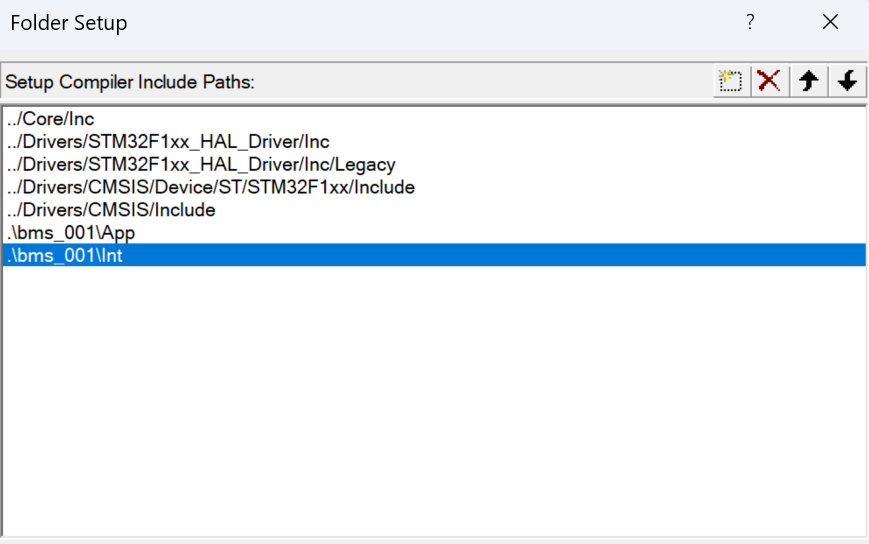 Folder Setup
?
Setup Compiler Include Paths:
../Core/Inc
../Drivers/STM32F1xx_HAL_Driver/Inc
../Drivers/STM32F1xx_HAL_Driver/Inc/Legacy
../Drivers/CMSIS/Device/ST/STM32F1xx/Include
../Drivers/CMSIS/Include
.\bms_001\App
.\bms_001\Int